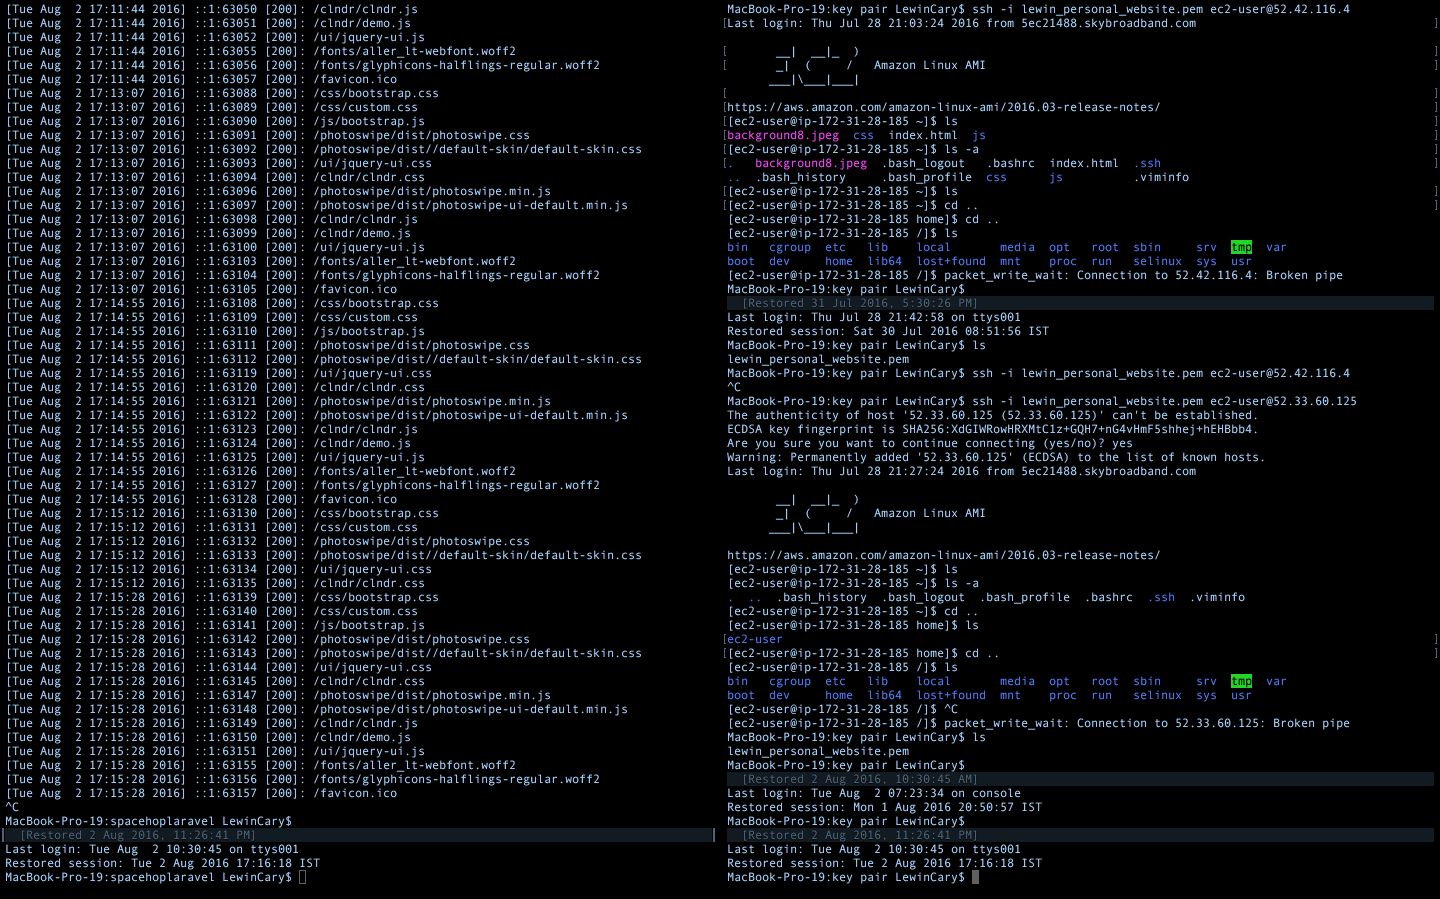 [Tue Aug  2 17:11:44 2016] ::1:63050 [200]: /clndr/clndr.js
[Tue Aug  2 17:11:44 2016] ::1:63051 [200]: /clndr/demo.js
[Tue Aug  2 17:11:44 2016] ::1:63052 [200]: /ui/jquery-ui.js
[Tue Aug  2 17:11:44 2016] ::1:63055 [200]: /fonts/aller_lt-webfont.woff2
[Tue Aug  2 17:11:44 2016] ::1:63056 [200]: /fonts/glyphicons-halflings-regular.woff2
[Tue Aug  2 17:11:44 2016] ::1:63057 [200]: /favicon.ico
[Tue Aug  2 17:13:07 2016] ::1:63088 [200]: /css/bootstrap.css
[Tue Aug  2 17:13:07 2016] ::1:63089 [200]: /css/custom.css
[Tue Aug  2 17:13:07 2016] ::1:63090 [200]: /js/bootstrap.js
[Tue Aug  2 17:13:07 2016] ::1:63091 [200]: /photoswipe/dist/photoswipe.css
[Tue Aug  2 17:13:07 2016] ::1:63092 [200]: /photoswipe/dist//default-skin/default-skin.css
[Tue Aug  2 17:13:07 2016] ::1:63093 [200]: /ui/jquery-ui.css
[Tue Aug  2 17:13:07 2016] ::1:63094 [200]: /clndr/clndr.css
[Tue Aug  2 17:13:07 2016] ::1:63096 [200]: /photoswipe/dist/photoswipe.min.js
[Tue Aug  2 17:13:07 2016] ::1:63097 [200]: /photoswipe/dist/photoswipe-ui-default.min.js
[Tue Aug  2 17:13:07 2016] ::1:63098 [200]: /clndr/clndr.js
[Tue Aug  2 17:13:07 2016] ::1:63099 [200]: /clndr/demo.js
[Tue Aug  2 17:13:07 2016] ::1:63100 [200]: /ui/jquery-ui.js
[Tue Aug  2 17:13:07 2016] ::1:63103 [200]: /fonts/aller_lt-webfont.woff2
[Tue Aug  2 17:13:07 2016] ::1:63104 [200]: /fonts/glyphicons-halflings-regular.woff2
[Tue Aug  2 17:13:07 2016] ::1:63105 [200]: /favicon.ico
[Tue Aug  2 17:14:55 2016] ::1:63108 [200]: /css/bootstrap.css
[Tue Aug  2 17:14:55 2016] ::1:63109 [200]: /css/custom.css
[Tue Aug  2 17:14:55 2016] ::1:63110 [200]: /js/bootstrap.js
[Tue Aug  2 17:14:55 2016] ::1:63111 [200]: /photoswipe/dist/photoswipe.css
[Tue Aug  2 17:14:55 2016] ::1:63112 [200]: /photoswipe/dist//default-skin/default-skin.css
[Tue Aug  2 17:14:55 2016] ::1:63119 [200]: /ui/jquery-ui.css
[Tue Aug  2 17:14:55 2016] ::1:63120 [200]: /clndr/clndr.css
[Tue Aug  2 17:14:55 2016] ::1:63121 [200]: /photoswipe/dist/photoswipe.min.js
[Tue Aug  2 17:14:55 2016] ::1:63122 [200]: /photoswipe/dist/photoswipe-ui-default.min.js
[Tue Aug  2 17:14:55 2016] ::1:63123 [200]: /clndr/clndr.js
[Tue Aug  2 17:14:55 2016] ::1:63124 [200]: /clndr/demo.js
[Tue Aug  2 17:14:55 2016] ::1:63125 [200]: /ui/jquery-ui.js
[Tue Aug  2 17:14:55 2016] ::1:63126 [200]: /fonts/aller_lt-webfont.woff2
[Tue Aug  2 17:14:55 2016] ::1:63127 [200]: /fonts/glyphicons-halflings-regular.woff2
[Tue Aug  2 17:14:55 2016] ::1:63128 [200]: /favicon.ico
[Tue Aug  2 17:15:12 2016] ::1:63130 [200]: /css/bootstrap.css
[Tue Aug  2 17:15:12 2016] ::1:63131 [200]: /css/custom.css
[Tue Aug  2 17:15:12 2016] ::1:63132 [200]: /photoswipe/dist/photoswipe.css
[Tue Aug  2 17:15:12 2016] ::1:63133 [200]: /photoswipe/dist//default-skin/default-skin.css
[Tue Aug  2 17:15:12 2016] ::1:63134 [200]: /ui/jquery-ui.css
[Tue Aug  2 17:15:12 2016] ::1:63135 [200]: /clndr/clndr.css
[Tue Aug  2 17:15:28 2016] ::1:63139 [200]: /css/bootstrap.css
[Tue Aug  2 17:15:28 2016] ::1:63140 [200]: /css/custom.css
[Tue Aug  2 17:15:28 2016] ::1:63141 [200]: /js/bootstrap.js
[Tue Aug  2 17:15:28 2016] ::1:63142 [200]: /photoswipe/dist/photoswipe.css
[Tue Aug  2 17:15:28 2016] ::1:63143 [200]: /photoswipe/dist//default-skin/default-skin.css
[Tue Aug  2 17:15:28 2016] ::1:63144 [200]: /ui/jquery-ui.css
[Tue Aug  2 17:15:28 2016] ::1:63145 [200]: /clndr/clndr.css
[Tue Aug  2 17:15:28 2016] ::1:63147 [200]: /photoswipe/dist/photoswipe.min.js
[Tue Aug  2 17:15:28 2016] ::1:63148 [200]: /photoswipe/dist/photoswipe-ui-default.min.js
[Tue Aug  2 17:15:28 2016] ::1:63149 [200]: /clndr/clndr.js
[Tue Aug  2 17:15:28 2016] ::1:63150 [200]: /clndr/demo.js
[Tue Aug  2 17:15:28 2016] ::1:63151 [200]: /ui/jquery-ui.js
[Tue Aug  2 17:15:28 2016] ::1:63155 [200]: /fonts/aller_lt-webfont.woff2
[Tue Aug  2 17:15:28 2016] ::1:63156 [200]: /fonts/glyphicons-halflings-regular.woff2
[Tue Aug  2 17:15:28 2016] ::1:63157 [200]: /favicon.ico
^C
MacBook-Pro-19:spacehoplaravel LewinCary$
[Restored 2 Aug 2016, 11:26:41 PM]
Last login: Tue Aug  2 10:30:45 on ttys001
Restored session: Tue 2 Aug 2016 17:16:18 IST
MacBook-Pro-19:spacehoplaravel LewinCary$
MacBook-Pro-19:key pair LewinCary$ ssh -i lewin_personal_website.pem ec2-user@52.42.116.4
Last login: Thu Jul 28 21:03:24 2016 from 5ec21488.skybroadband.com
       __|  __|_  )
       _|  (     /   Amazon Linux AMI
      ___|\___|___|
https://aws.amazon.com/amazon-linux-ami/2016.03-release-notes/
[ec2-user@ip-172-31-28-185 ~]$ ls
background8.jpeg  css  index.html  js
[ec2-user@ip-172-31-28-185 ~]$ ls -a
.   background8.jpeg  .bash_logout   .bashrc  index.html  .ssh
..  .bash_history     .bash_profile  css      js          .viminfo
[ec2-user@ip-172-31-28-185 ~]$ ls
[ec2-user@ip-172-31-28-185 ~]$ cd ..
[ec2-user@ip-172-31-28-185 home]$ cd ..
[ec2-user@ip-172-31-28-185 /]$ ls
bin   cgroup  etc   lib    local       media  opt   root  sbin     srv  tmp  var
boot  dev     home  lib64  lost+found  mnt    proc  run   selinux  sys  usr
[ec2-user@ip-172-31-28-185 /]$ packet_write_wait: Connection to 52.42.116.4: Broken pipe
MacBook-Pro-19:key pair LewinCary$
[Restored 31 Jul 2016, 5:30:26 PM]
Last login: Thu Jul 28 21:42:58 on ttys001
Restored session: Sat 30 Jul 2016 08:51:56 IST
MacBook-Pro-19:key pair LewinCary$ ls
lewin_personal_website.pem
MacBook-Pro-19:key pair LewinCary$ ssh -i lewin_personal_website.pem ec2-user@52.42.116.4
^C
MacBook-Pro-19:key pair LewinCary$ ssh -i lewin_personal_website.pem ec2-user@52.33.60.125
The authenticity of host '52.33.60.125 (52.33.60.125)' can't be established.
ECDSA key fingerprint is SHA256:XdGIWRowHRXMtC1z+GQH7+nG4vHmF5shhej+hEHBbb4.
Are you sure you want to continue connecting (yes/no)? yes
Warning: Permanently added '52.33.60.125' (ECDSA) to the list of known hosts.
Last login: Thu Jul 28 21:27:24 2016 from 5ec21488.skybroadband.com
       __|  __|_  )
       _|  (     /   Amazon Linux AMI
      ___|\___|___|
https://aws.amazon.com/amazon-linux-ami/2016.03-release-notes/
[ec2-user@ip-172-31-28-185 ~]$ ls
[ec2-user@ip-172-31-28-185 ~]$ ls -a
.  ..  .bash_history  .bash_logout  .bash_profile  .bashrc  .ssh  .viminfo
[ec2-user@ip-172-31-28-185 ~]$ cd ..
[ec2-user@ip-172-31-28-185 home]$ ls
ec2-user
[ec2-user@ip-172-31-28-185 home]$ cd ..
[ec2-user@ip-172-31-28-185 /]$ ls
bin   cgroup  etc   lib    local       media  opt   root  sbin     srv  tmp  var
boot  dev     home  lib64  lost+found  mnt    proc  run   selinux  sys  usr
[ec2-user@ip-172-31-28-185 /]$ ^C
[ec2-user@ip-172-31-28-185 /]$ packet_write_wait: Connection to 52.33.60.125: Broken pipe
MacBook-Pro-19:key pair LewinCary$ ls
lewin_personal_website.pem
MacBook-Pro-19:key pair LewinCary$
[Restored 2 Aug 2016, 10:30:45 AM]
Last login: Tue Aug  2 07:23:34 on console
Restored session: Mon 1 Aug 2016 20:50:57 IST
MacBook-Pro-19:key pair LewinCary$
[Restored 2 Aug 2016, 11:26:41 PM]
Last login: Tue Aug  2 10:30:45 on ttys001
Restored session: Tue 2 Aug 2016 17:16:18 IST
MacBook-Pro-19:key pair LewinCary$